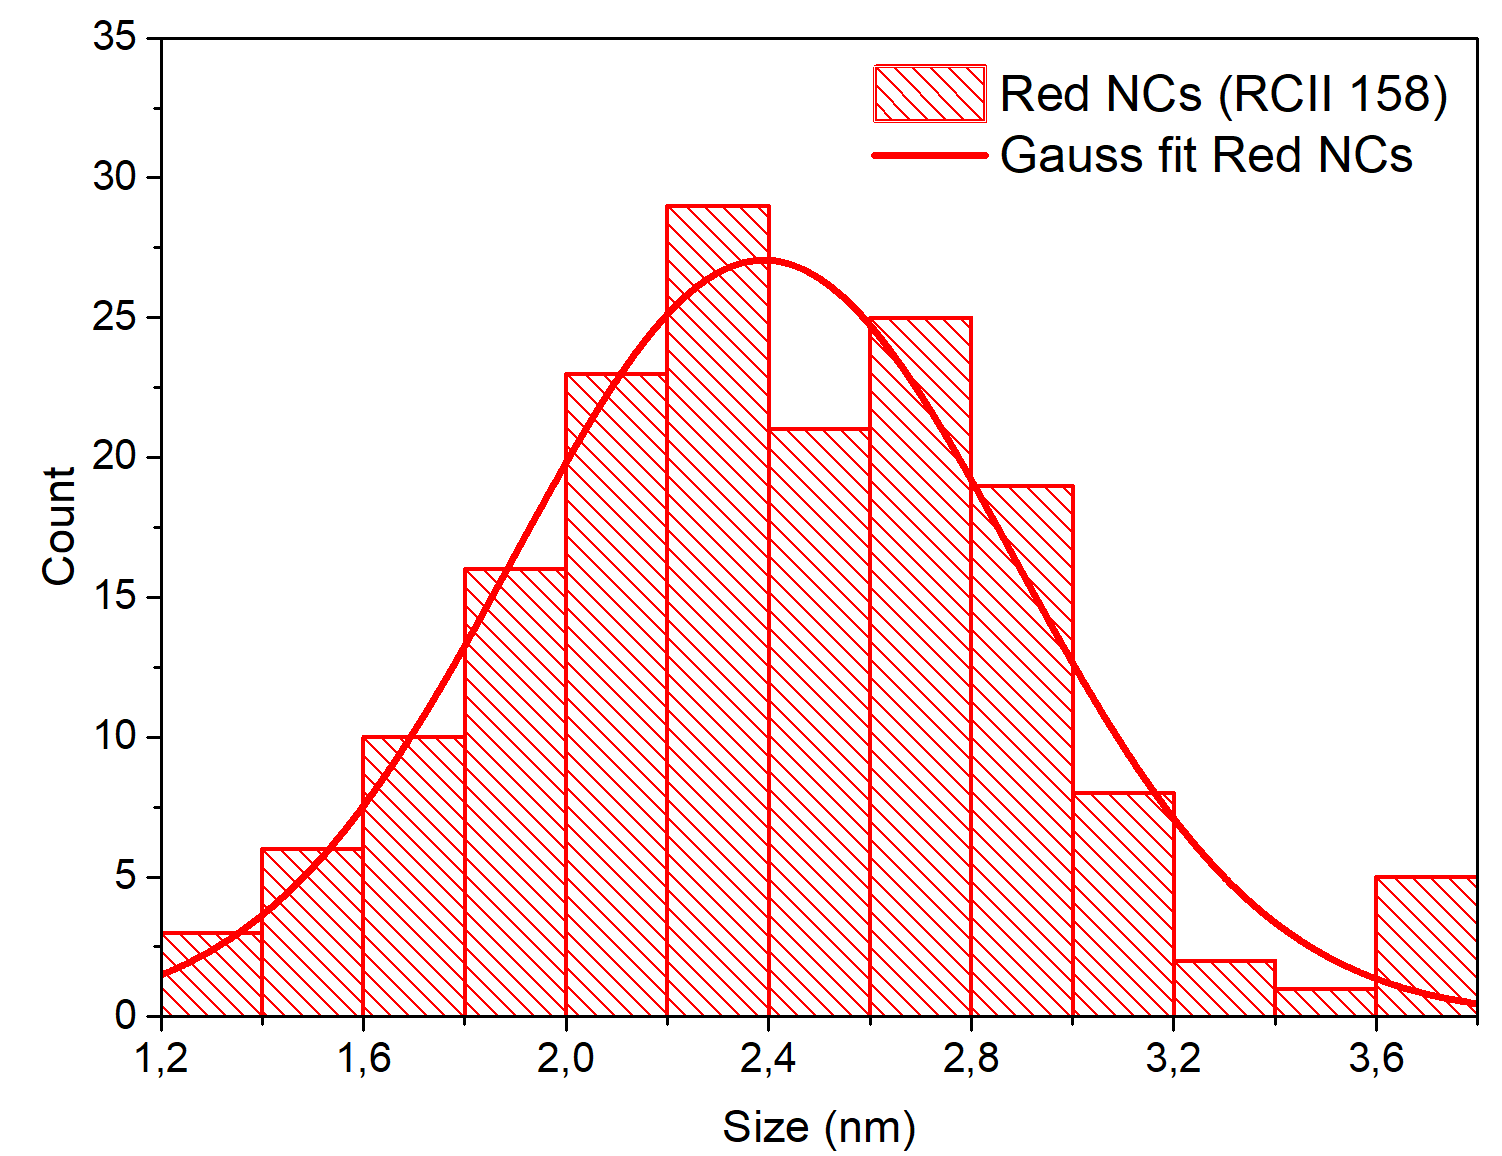 35
30
25
20
15
10
5
0
Count
Red NCs (RCII 158)
Gauss fit Red NCs
1,2 1,6 2,0 2,4 2,8 3,2 3,6
Size (nm)